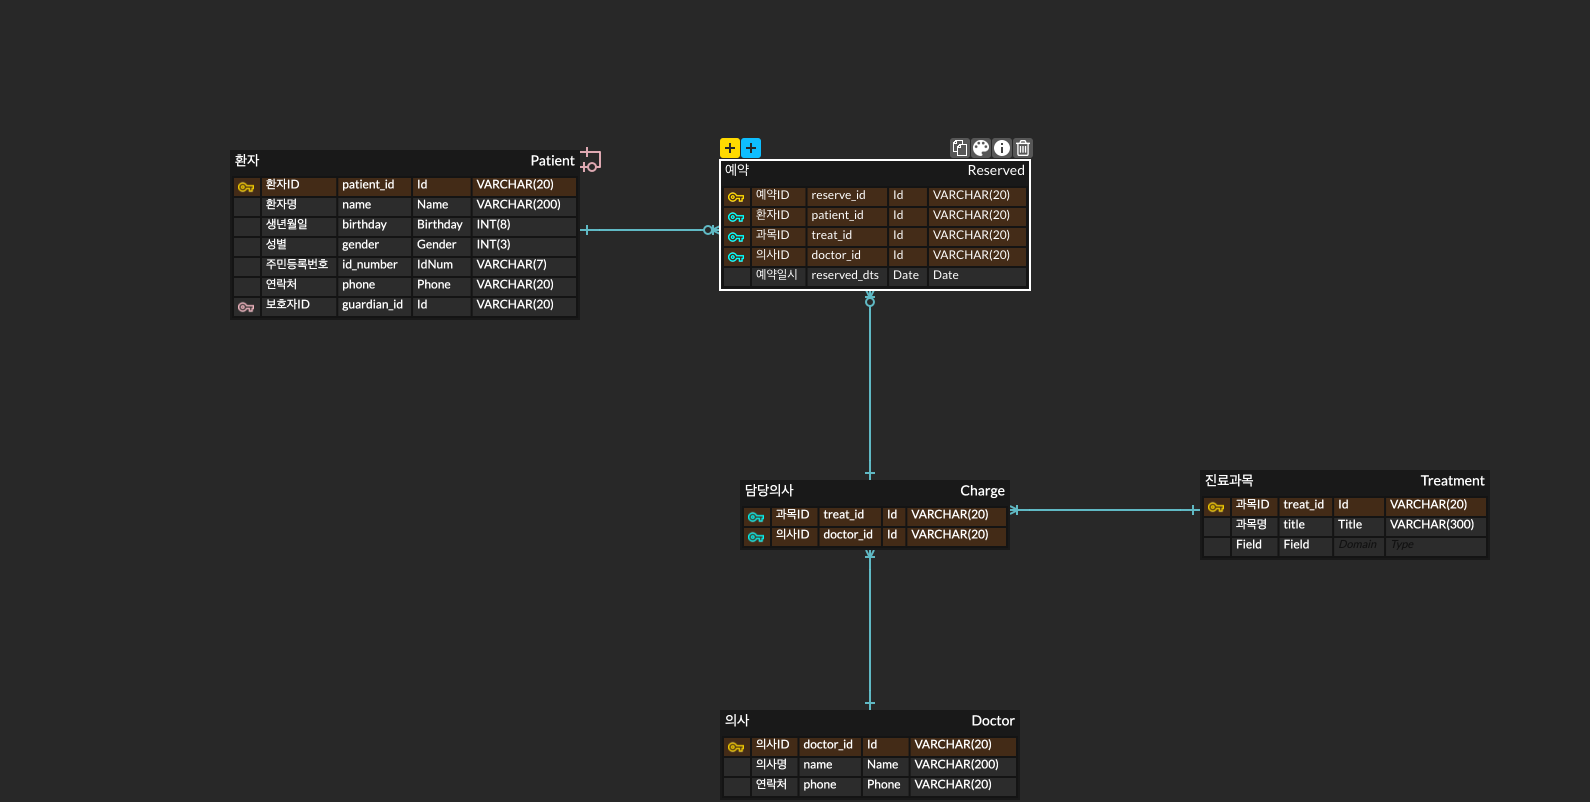 환자 Patient
환자ID patient_id Id VARCHAR(20)
환자명 name Name VARCHAR(200)
생년월일 birthday Birthday INT(8)
성별 gender Gender INT(3)
주민등록번호 id_number IdNum VARCHAR(7)
연락처 phone Phone VARCHAR(20)
보호자ID guardian_id Id VARCHAR(20)
예약 Reserved
예약ID reserve_id Id VARCHAR(20)
환자ID patient_id Id VARCHAR(20)
과목ID treat_id Id VARCHAR(20)
의사ID doctor_id Id VARCHAR(20)
예약일시 reserved_dts Date Date
담당의사 Charge
과목ID treat_id Id VARCHAR(20)
의사ID doctor_id Id VARCHAR(20)
진료과목 Treatment
과목ID treat_id Id VARCHAR(20)
과목명 title Title VARCHAR(300)
Field Field Domain Type
의사 Doctor
의사ID doctor_id Id VARCHAR(20)
의사명 name Name VARCHAR(200)
연락처 phone Phone VARCHAR(20)